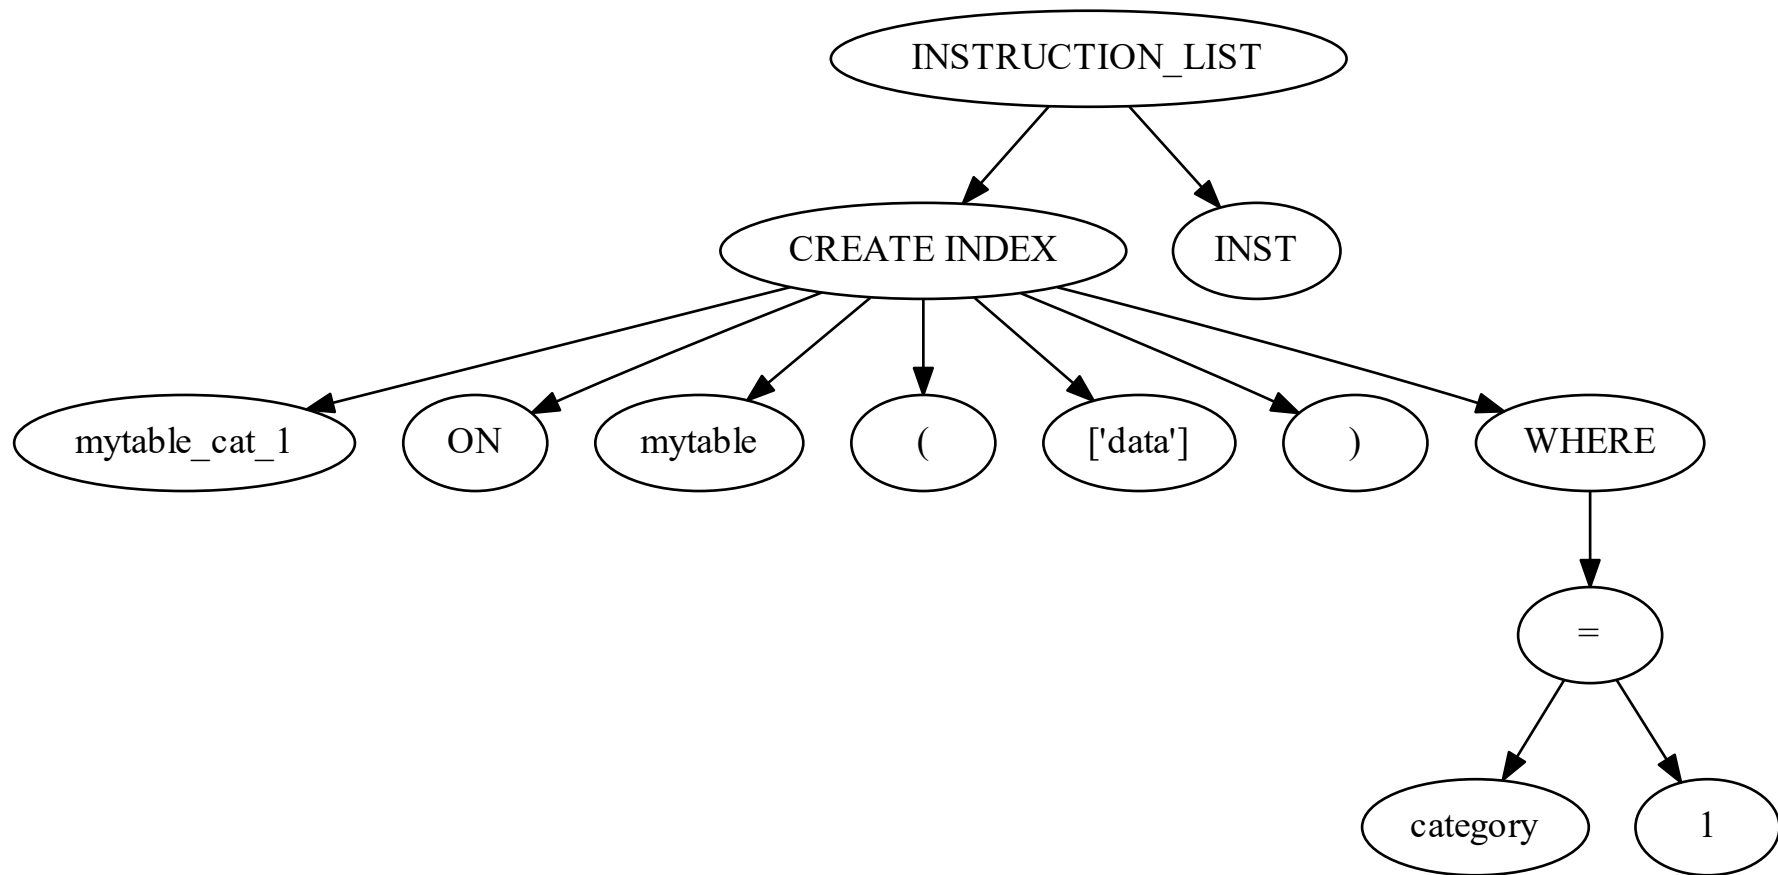 INSTRUCTION_LIST
CREATE INDEX
INST
mytable_cat_1
ON
mytable
(
['data']
)
WHERE
=
category
1